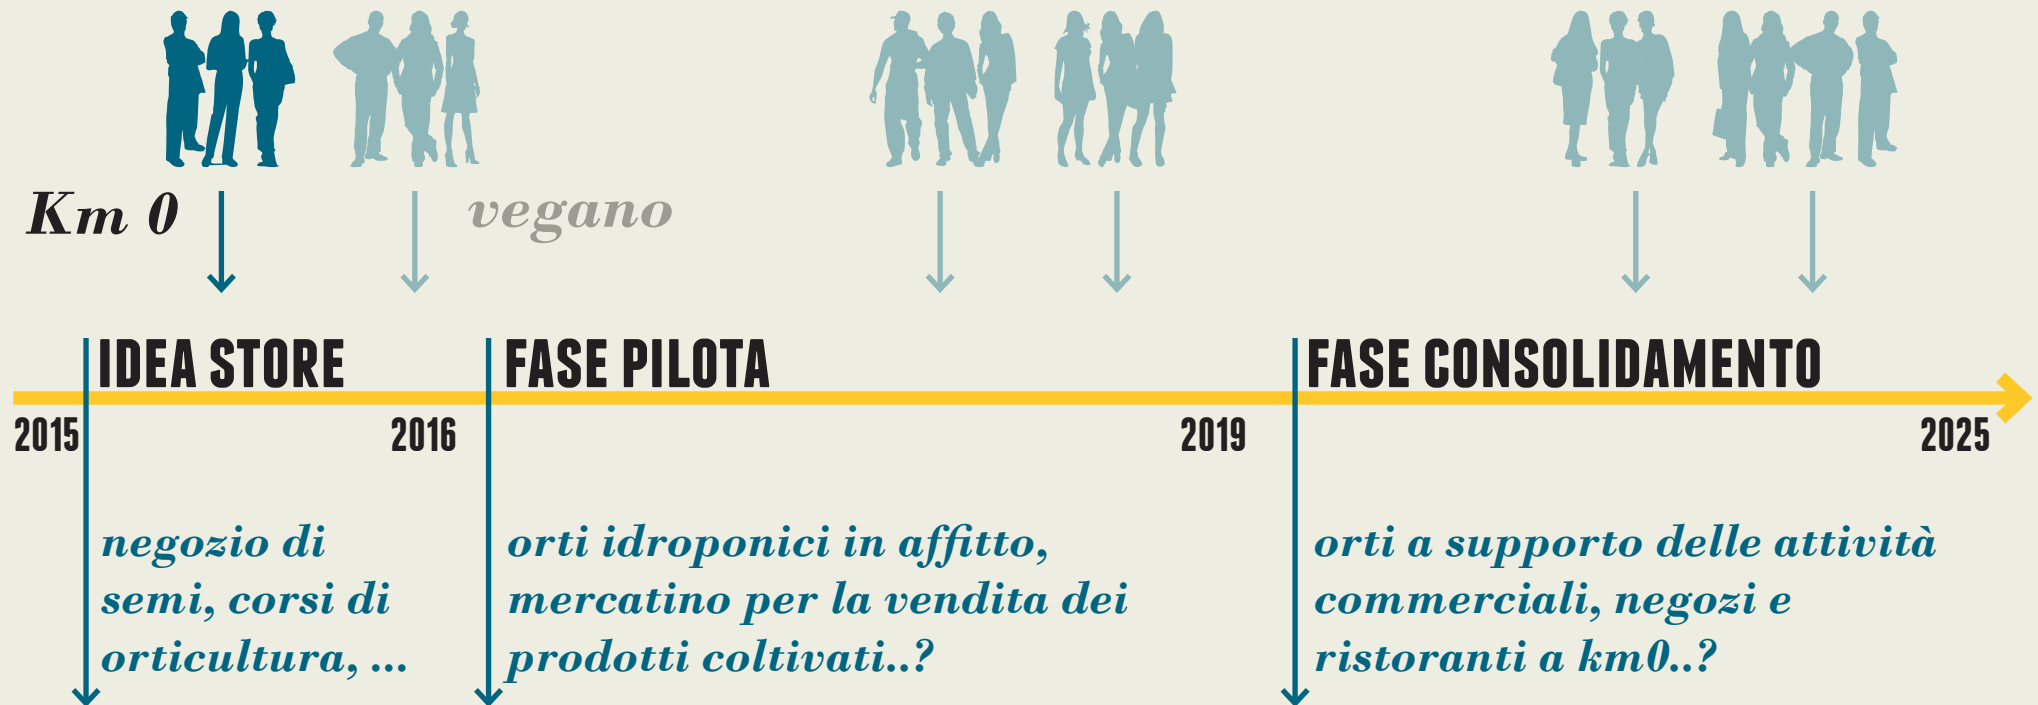 Km 0
vegano
IDEA STORE
FASE PILOTA
FASE CONSOLIDAMENTO
2015
2016
2019
2025
negozio di
semi, corsi di
orticultura, ...
orti idroponici in affitto,
mercatino per la vendita dei
prodotti coltivati..?
orti a supporto delle attività
commerciali, negozi e
ristoranti a km0..?